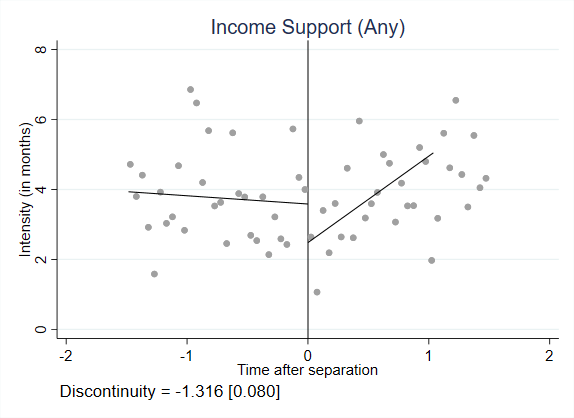 Income Support (Any)
Intensity (in months)
8
6
4
2
0
-2
-1
0
1
2
Time after separation
Discontinuity = -1.316 [0.080]